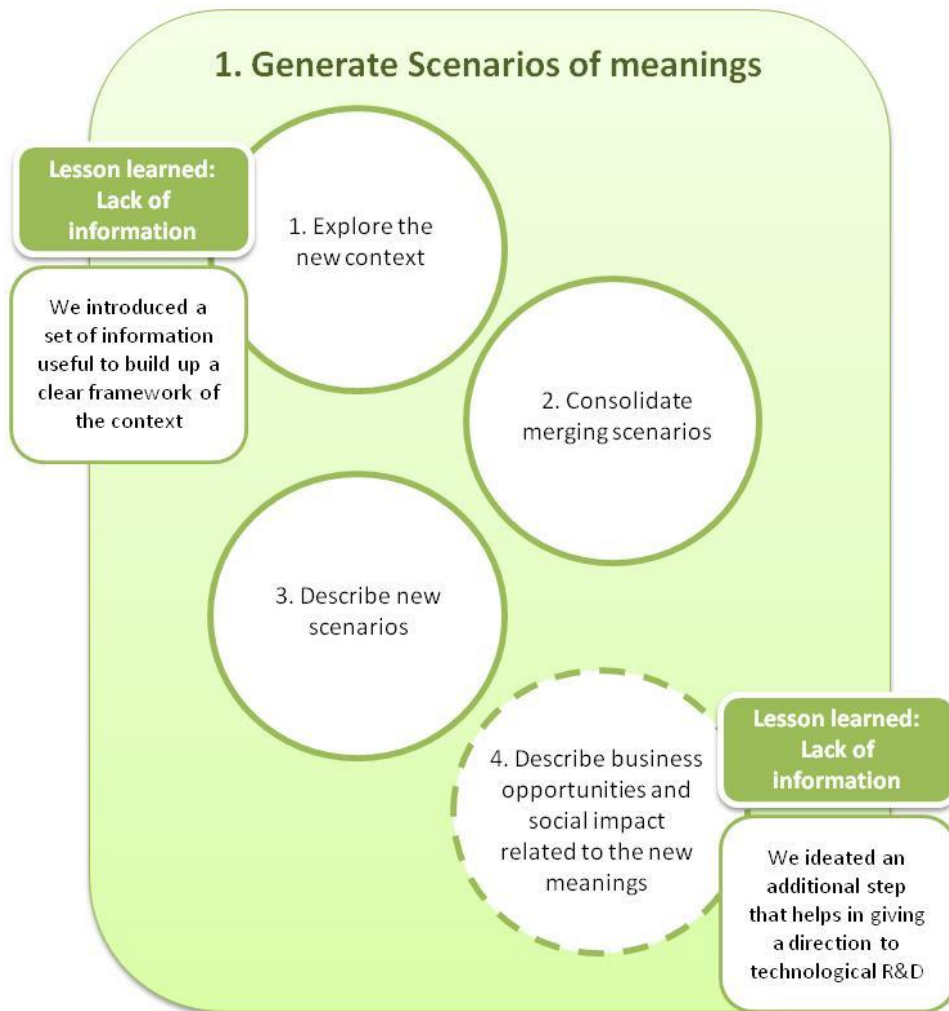 1. Generate Scenarios of meanings
Lesson learned:
Lack of
information
We introduced a
set of information
useful to build up a
clear framework of
the context
1. Explore the
new context
2. Consolidate
merging scenarios
3. Describe new
scenarios
4. Describe business
opportunities and
social impact
related to the new
meanings
Lesson learned:
Lack of
information
We ideated an
additional step
that helps in giving
a direction to
technological R&D